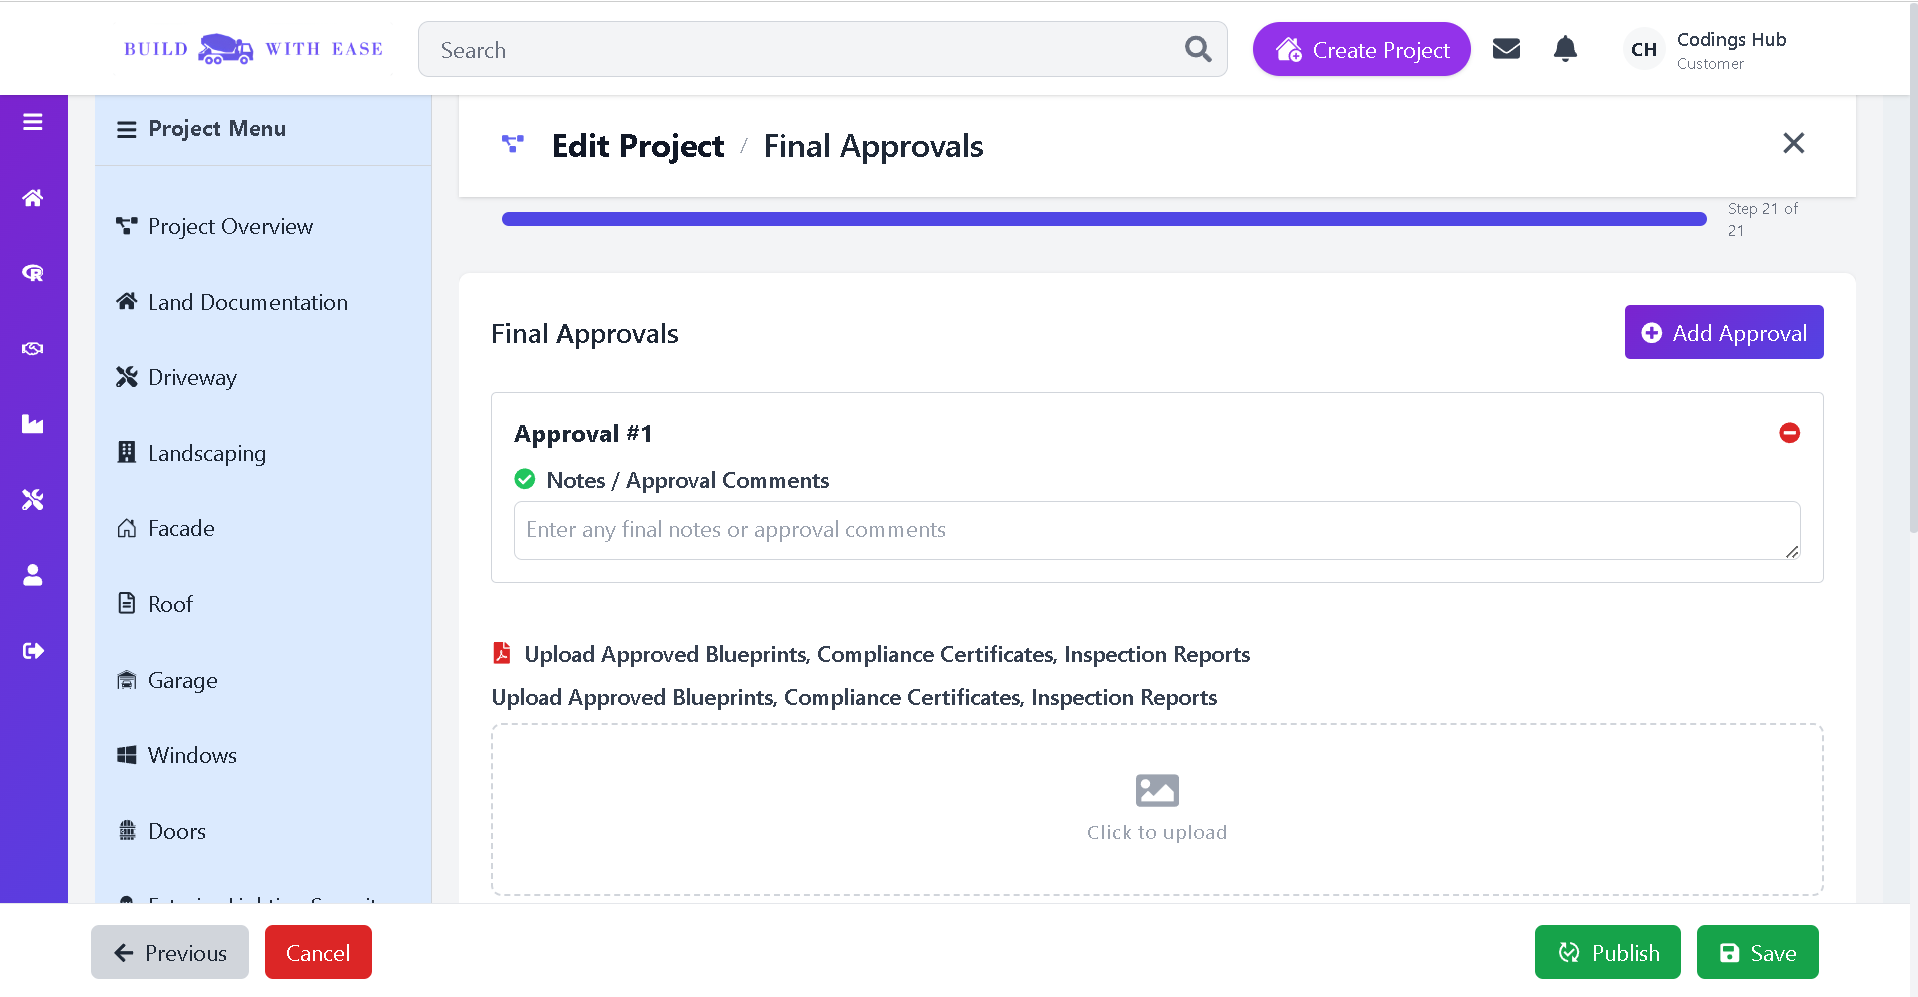 BUILD WITH EASE
Search
Create Project
CH
Codings Hub
Customer
Project Menu
Project Overview
Land Documentation
Driveway
Landscaping
Facade
Roof
Garage
Windows
Doors
Edit Project / Final Approvals
Step 21 of
21
Final Approvals
Add Approval
Approval #1
Notes / Approval Comments
Enter any final notes or approval comments
Upload Approved Blueprints, Compliance Certificates, Inspection Reports
Upload Approved Blueprints, Compliance Certificates, Inspection Reports
Click to upload
Previous
Cancel
Publish
Save